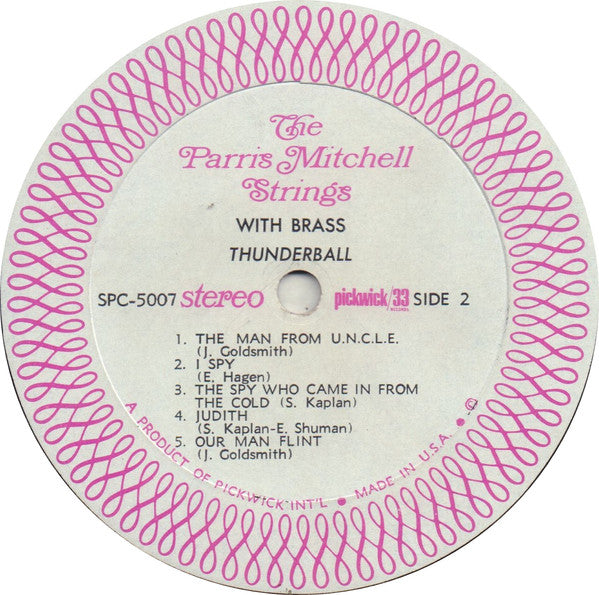 The
Parris Mitchell
Strings
WITH BRASS
THUNDERBALL
SPC-5007 stereo pickwick/33 RECORDS SIDE 2
1. THE MAN FROM U.N.C.L.E.
(J. Goldsmith)
2. I SPY
(E. Hagen)
3. THE SPY WHO CAME IN FROM
THE COLD (S. Kaplan)
4. JUDITH
(S. Kaplan-E. Shuman)
5. OUR MAN FLINT
(J. Goldsmith)
A PRODUCT OF PICKWICK INT'L ● MADE IN U.S.A. ● ©